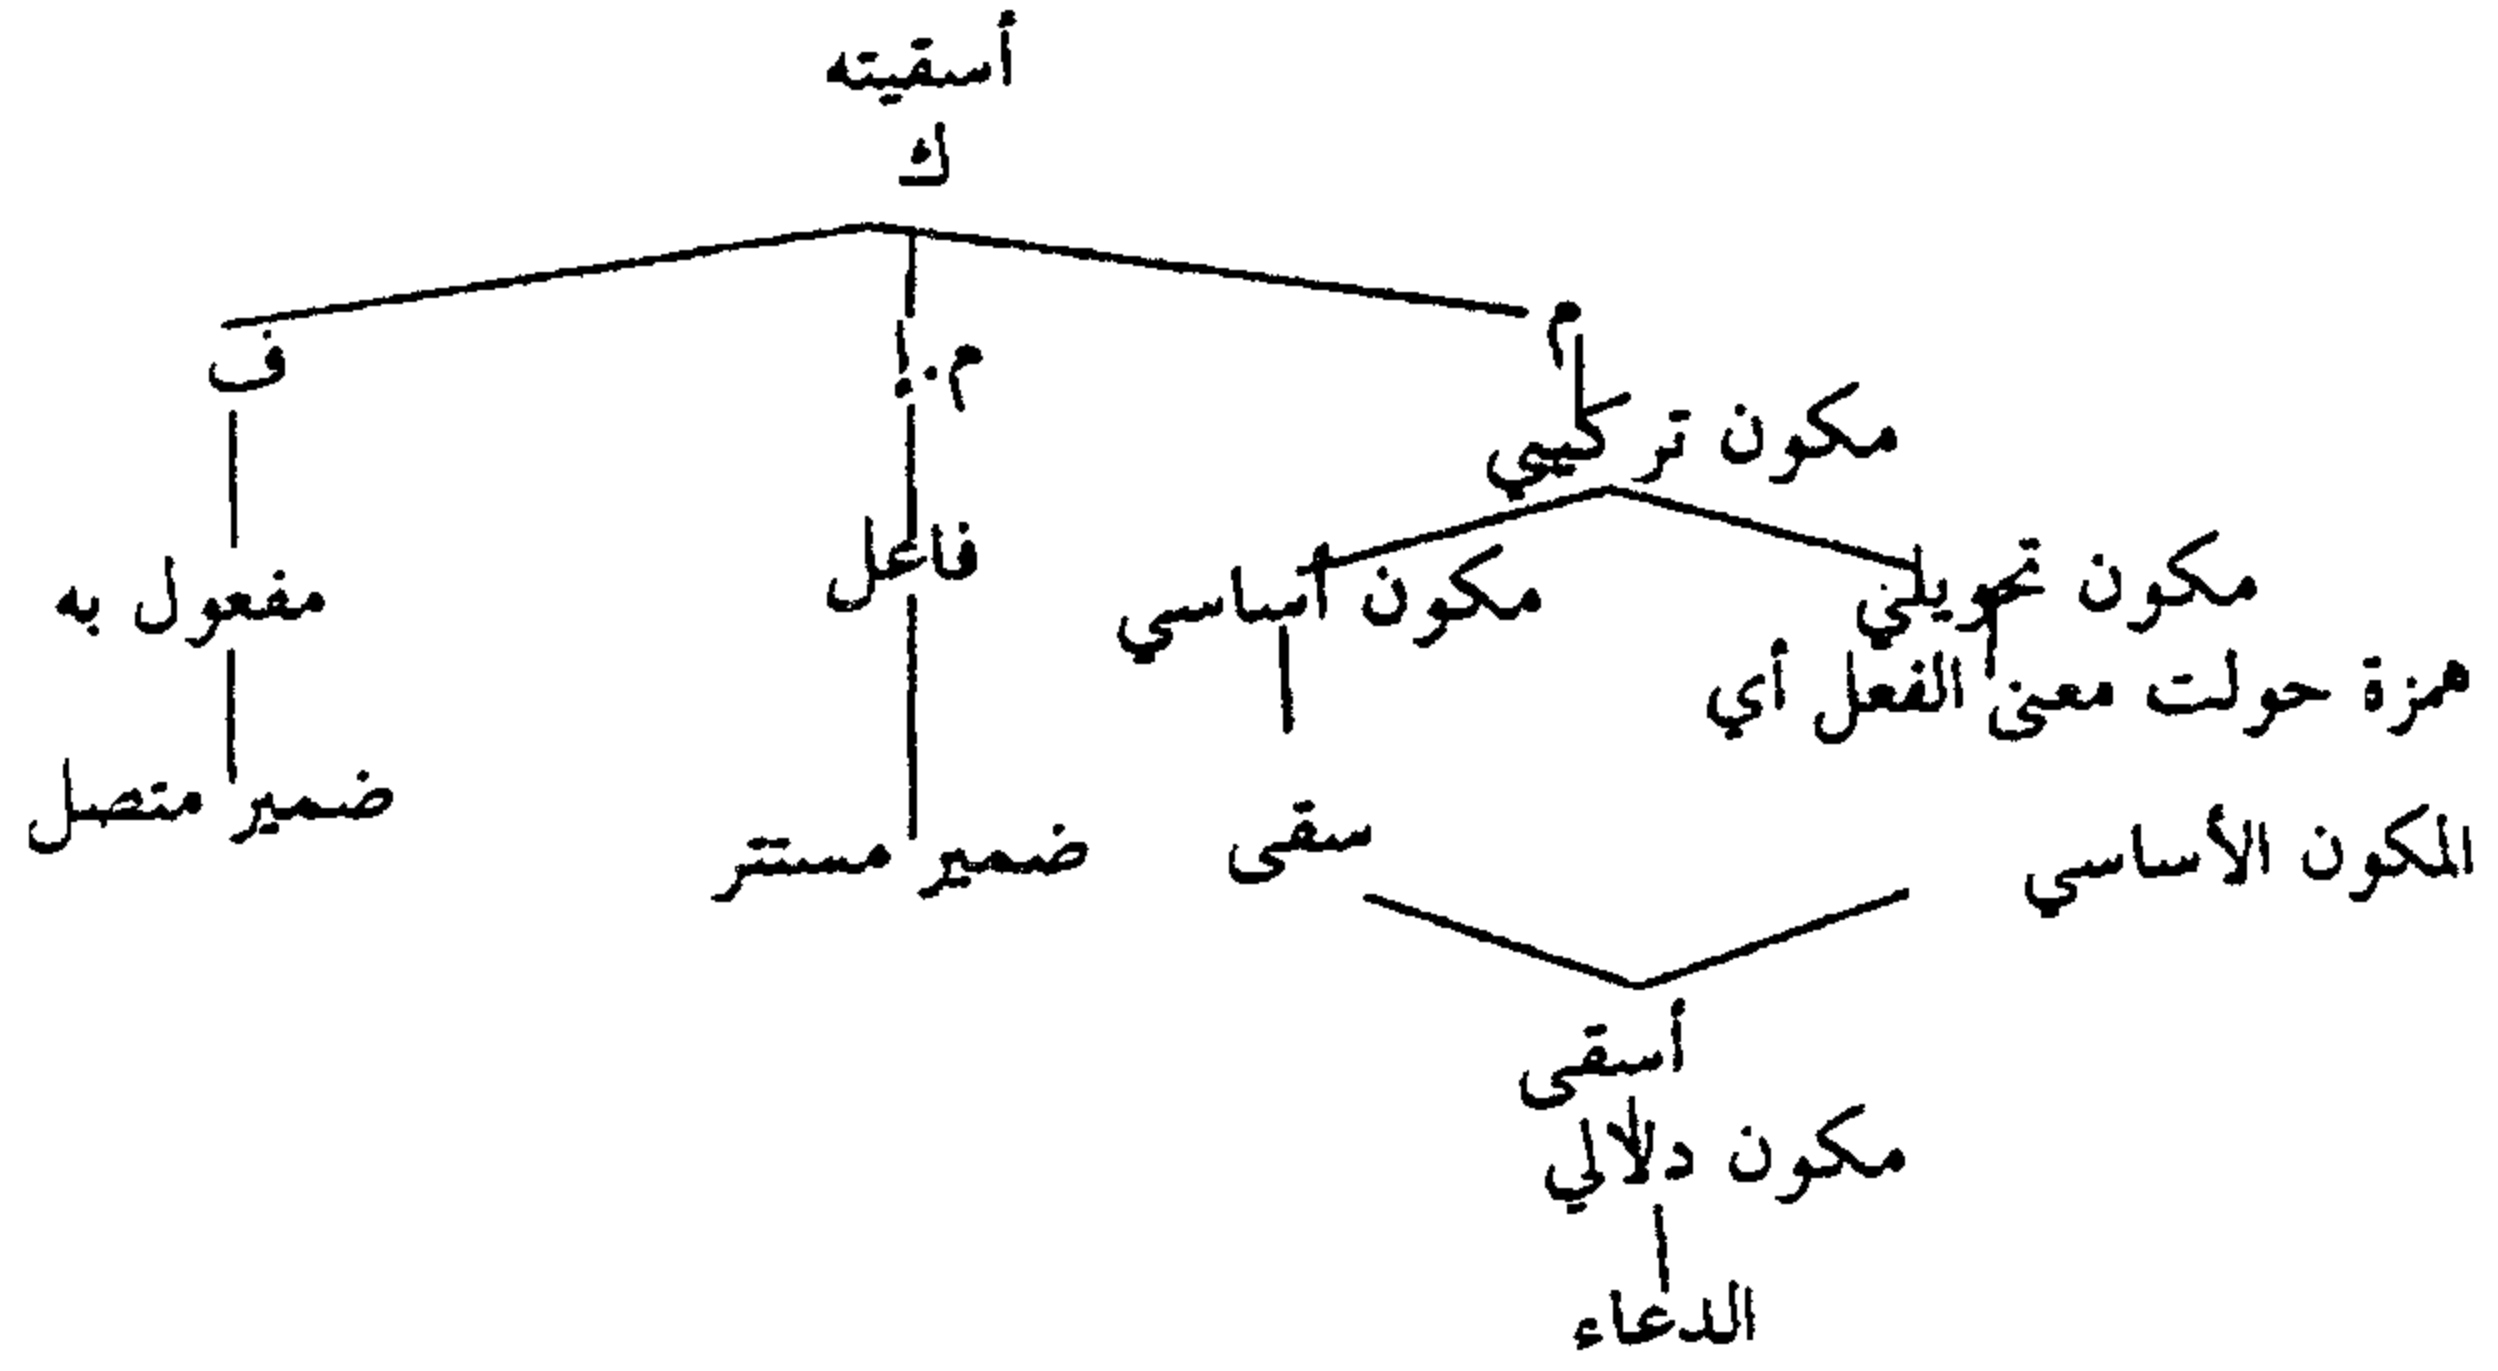 أسقيته
ك
م
م.إ
ف
مكون تركيبي
مكون تحويلي
مكون أساسي
فاعل
مفعول به
همزة حولت معنى الفعل أي
المكون الأساسي
سقى
ضمير مستتر
ضمير متصل
أسقى
مكون دلالي
الدعاء